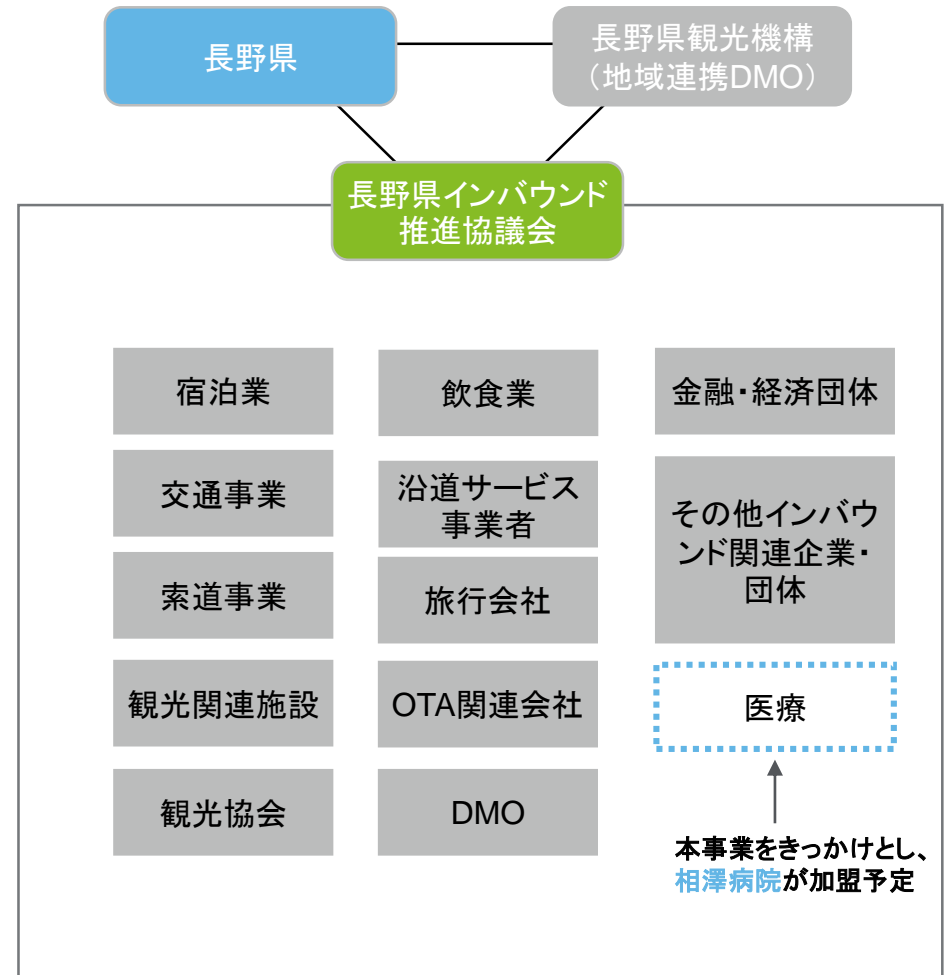 長野県
長野県観光機構
（地域連携DMO）
長野県インバウンド
推進協議会
宿泊業
飲食業
金融・経済団体
交通事業
沿道サービス
事業者
その他インバウ
ンド関連企業・
団体
索道事業
旅行会社
観光関連施設
OTA関連会社
医療
観光協会
DMO
本事業をきっかけとし、
相澤病院が加盟予定